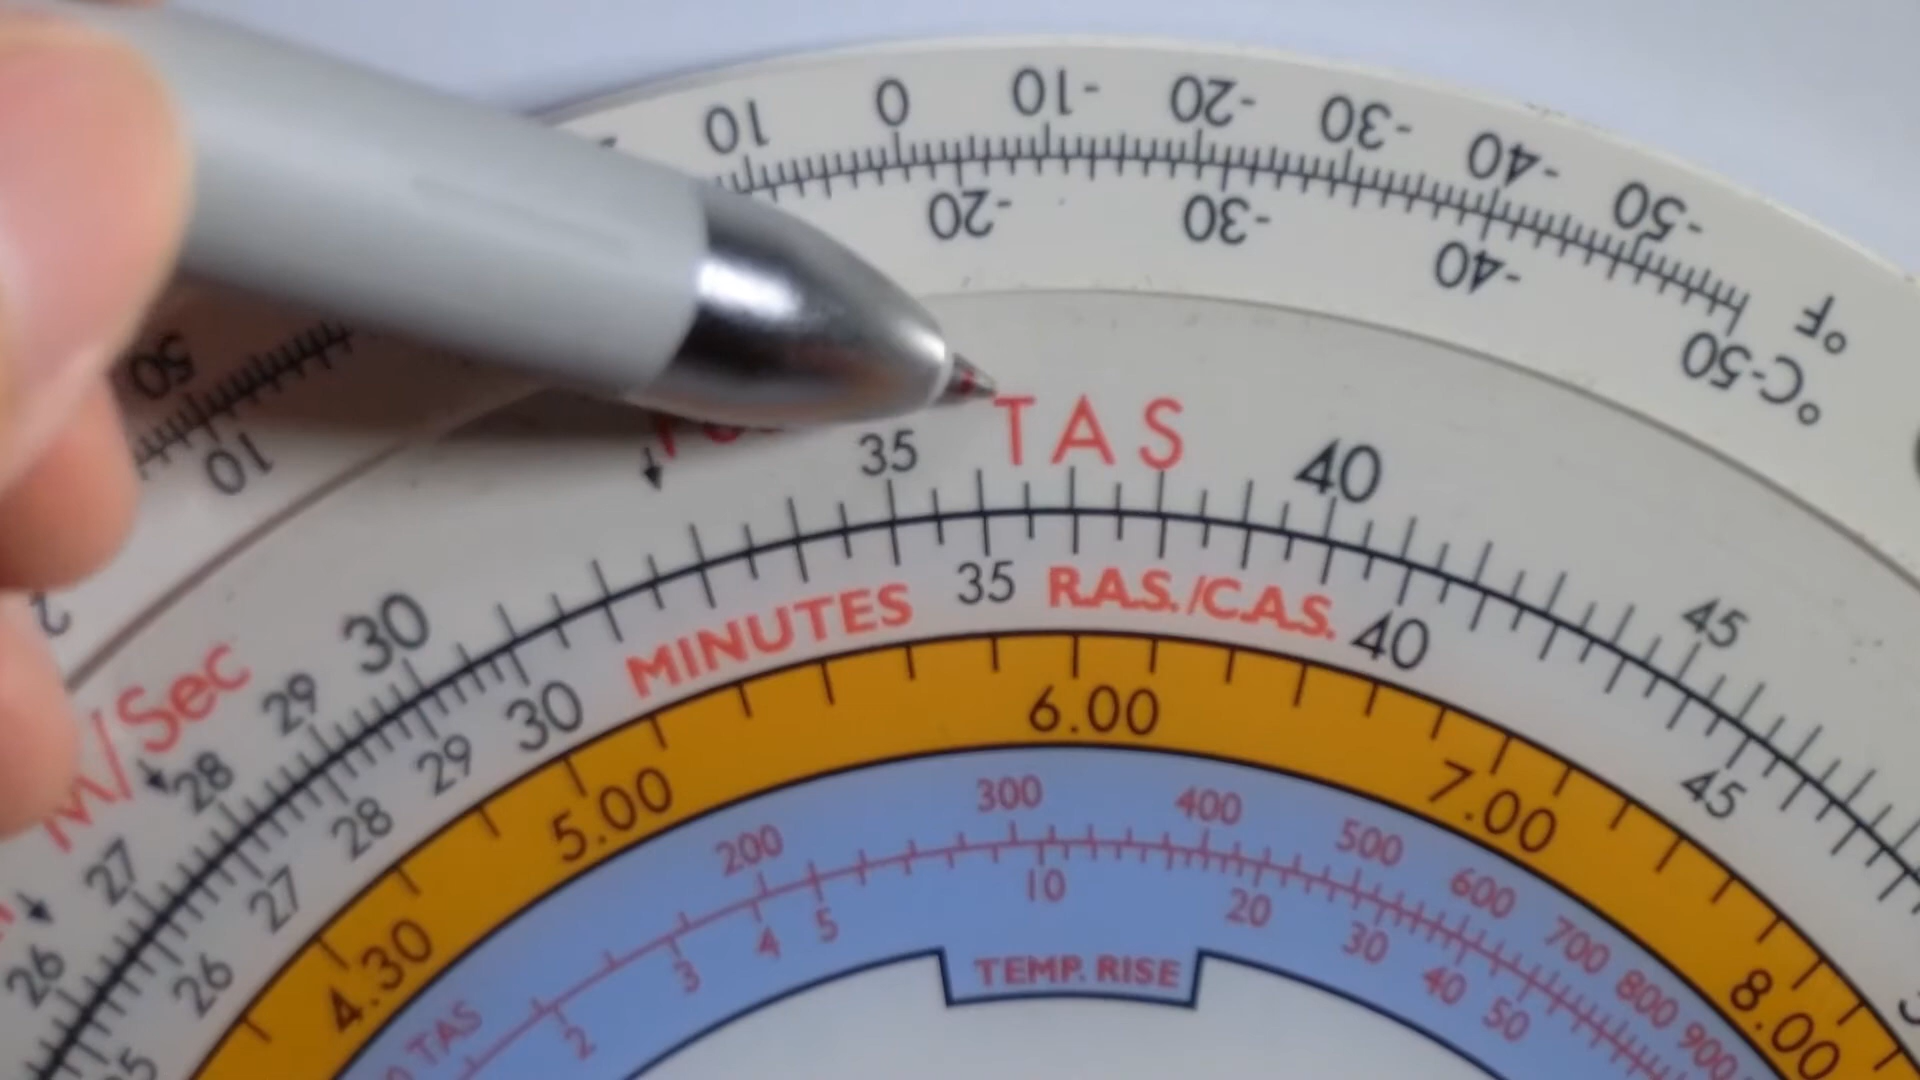 10 0 -10 -20 -30 -40 -50 °F
-20 -30 -40 °C-50
50
10
TAS
m/Sec
26 27 28 29 30 35 40 45
26 27 28 29 30 35 40 45
MINUTES R.A.S./C.A.S.
4.30 5.00 6.00 7.00 8.00
200 300 400 500 600 700 800 900
TAS
2 3 4 5 10 20 30 40 50
TEMP. RISE